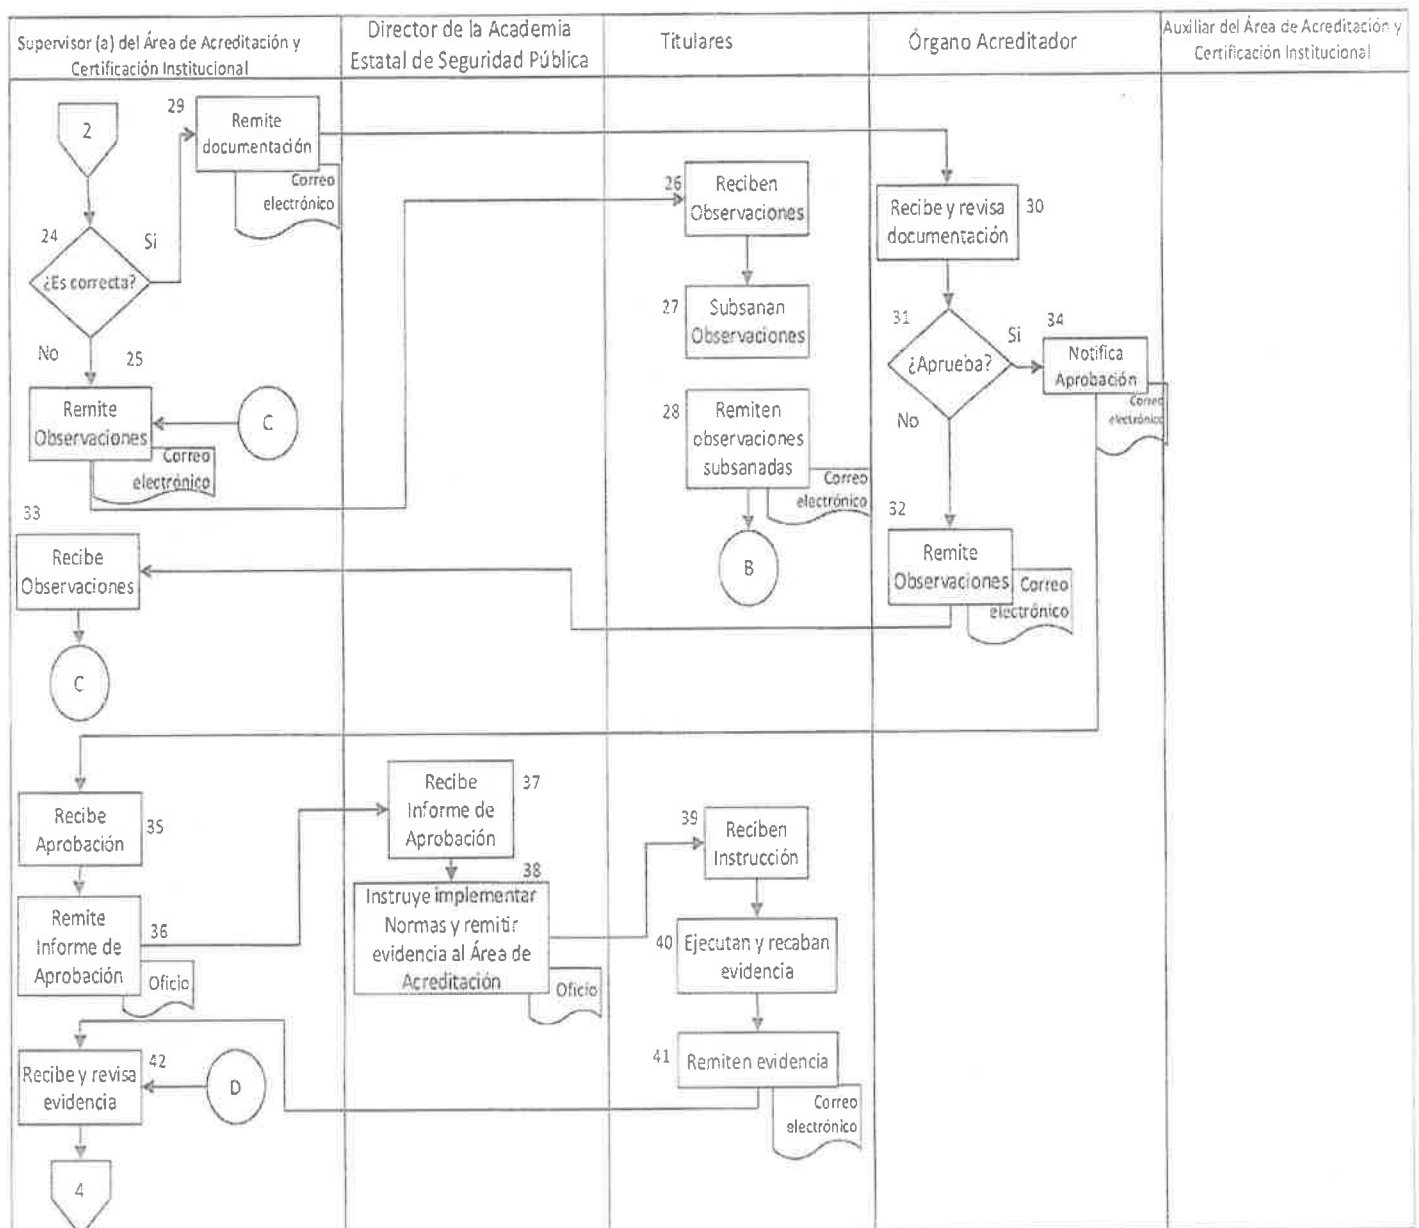 Supervisor (a) del Área de Acreditación y
Certificación Institucional
Director de la Academia
Estatal de Seguridad Pública
Titulares
Órgano Acreditador
Auxiliar del Área de Acreditación y
Certificación Institucional
2
29
Remite
documentación
Correo
electrónico
24
Si
¿Es correcta?
No
25
Remite
Observaciones
Correo
electrónico
C
26
Reciben
Observaciones
27
Subsanan
Observaciones
28
Remiten
observaciones
subsanadas
Correo
electrónico
B
Recibe y revisa
documentación
30
31
Si
¿Aprueba?
No
34
Notifica
Aprobación
Correo
electrónico
32
Remite
Observaciones
Correo
electrónico
33
Recibe
Observaciones
C
Recibe
Aprobación
35
Remite
Informe de
Aprobación
36
Oficio
Recibe
Informe de
Aprobación
37
38
Instruye implementar
Normas y remitir
evidencia al Área de
Acreditación
Oficio
39
Reciben
Instrucción
40
Ejecutan y recaban
evidencia
41
Remiten evidencia
Correo
electrónico
42
Recibe y revisa
evidencia
D
4